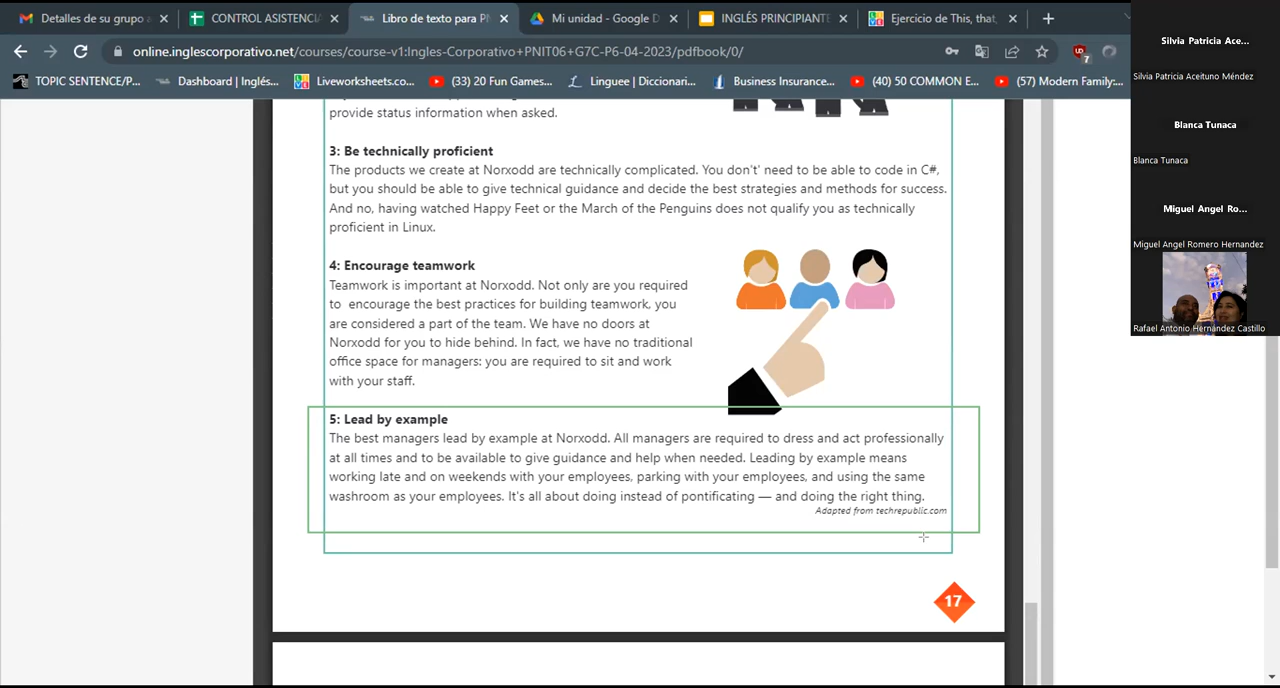 Detalles de su grupo a
CONTROL ASISTENCI
Libro de texto para PN
Mi unidad - Google D
INGLÉS PRINCIPIANTE
Ejercicio de This, that,
online.inglescorporativo.net/courses/course-v1:Ingles-Corporativo+PNIT06+G7C-P6-04-2023/pdfbook/0/
7
TOPIC SENTENCE/P...
Dashboard | Inglés...
Liveworksheets.co...
(33) 20 Fun Games...
Linguee | Diccionari...
Business Insurance...
(40) 50 COMMON E...
(57) Modern Family:...
provide status information when asked.
3: Be technically proficient
The products we create at Norxodd are technically complicated. You don't' need to be able to code in C#,
but you should be able to give technical guidance and decide the best strategies and methods for success.
And no, having watched Happy Feet or the March of the Penguins does not qualify you as technically
proficient in Linux.
4: Encourage teamwork
Teamwork is important at Norxodd. Not only are you required
to encourage the best practices for building teamwork, you
are considered a part of the team. We have no doors at
Norxodd for you to hide behind. In fact, we have no traditional
office space for managers: you are required to sit and work
with your staff.
5: Lead by example
The best managers lead by example at Norxodd. All managers are required to dress and act professionally
at all times and to be available to give guidance and help when needed. Leading by example means
working late and on weekends with your employees, parking with your employees, and using the same
washroom as your employees. It's all about doing instead of pontificating — and doing the right thing.
Adapted from techrepublic.com
17
Silvia Patricia Ace...
Silvia Patricia Aceituno Méndez
Blanca Tunaca
Blanca Tunaca
Miguel Angel Ro...
Miguel Angel Romero Hernandez
Rafael Antonio Hernández Castillo